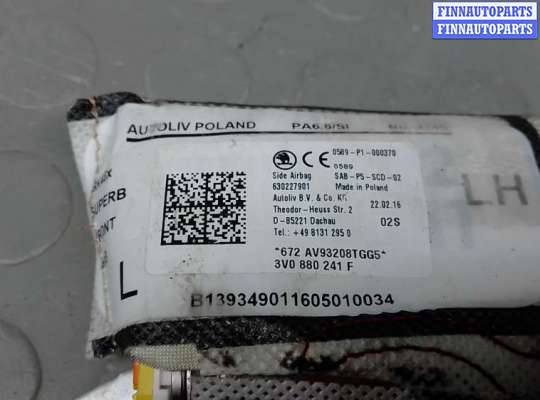 FINNAUTOPARTS
FINNAUTOPARTS
AUTOLIV POLAND PA6.6/SI
SUPERB
L
CE 0589-P1-000370
0589
Side Airbag SAB-P5-SCD-02
630227901 Made in Poland
Autoliv B.V. & Co. KG
Theodor-Heuss Str. 2 22.02.16
D-85221 Dachau 02S
Tel.: +49 8131 295 0
*672 AV93208TGG5*
3V0 880 241 F
B139349011605010034
LH